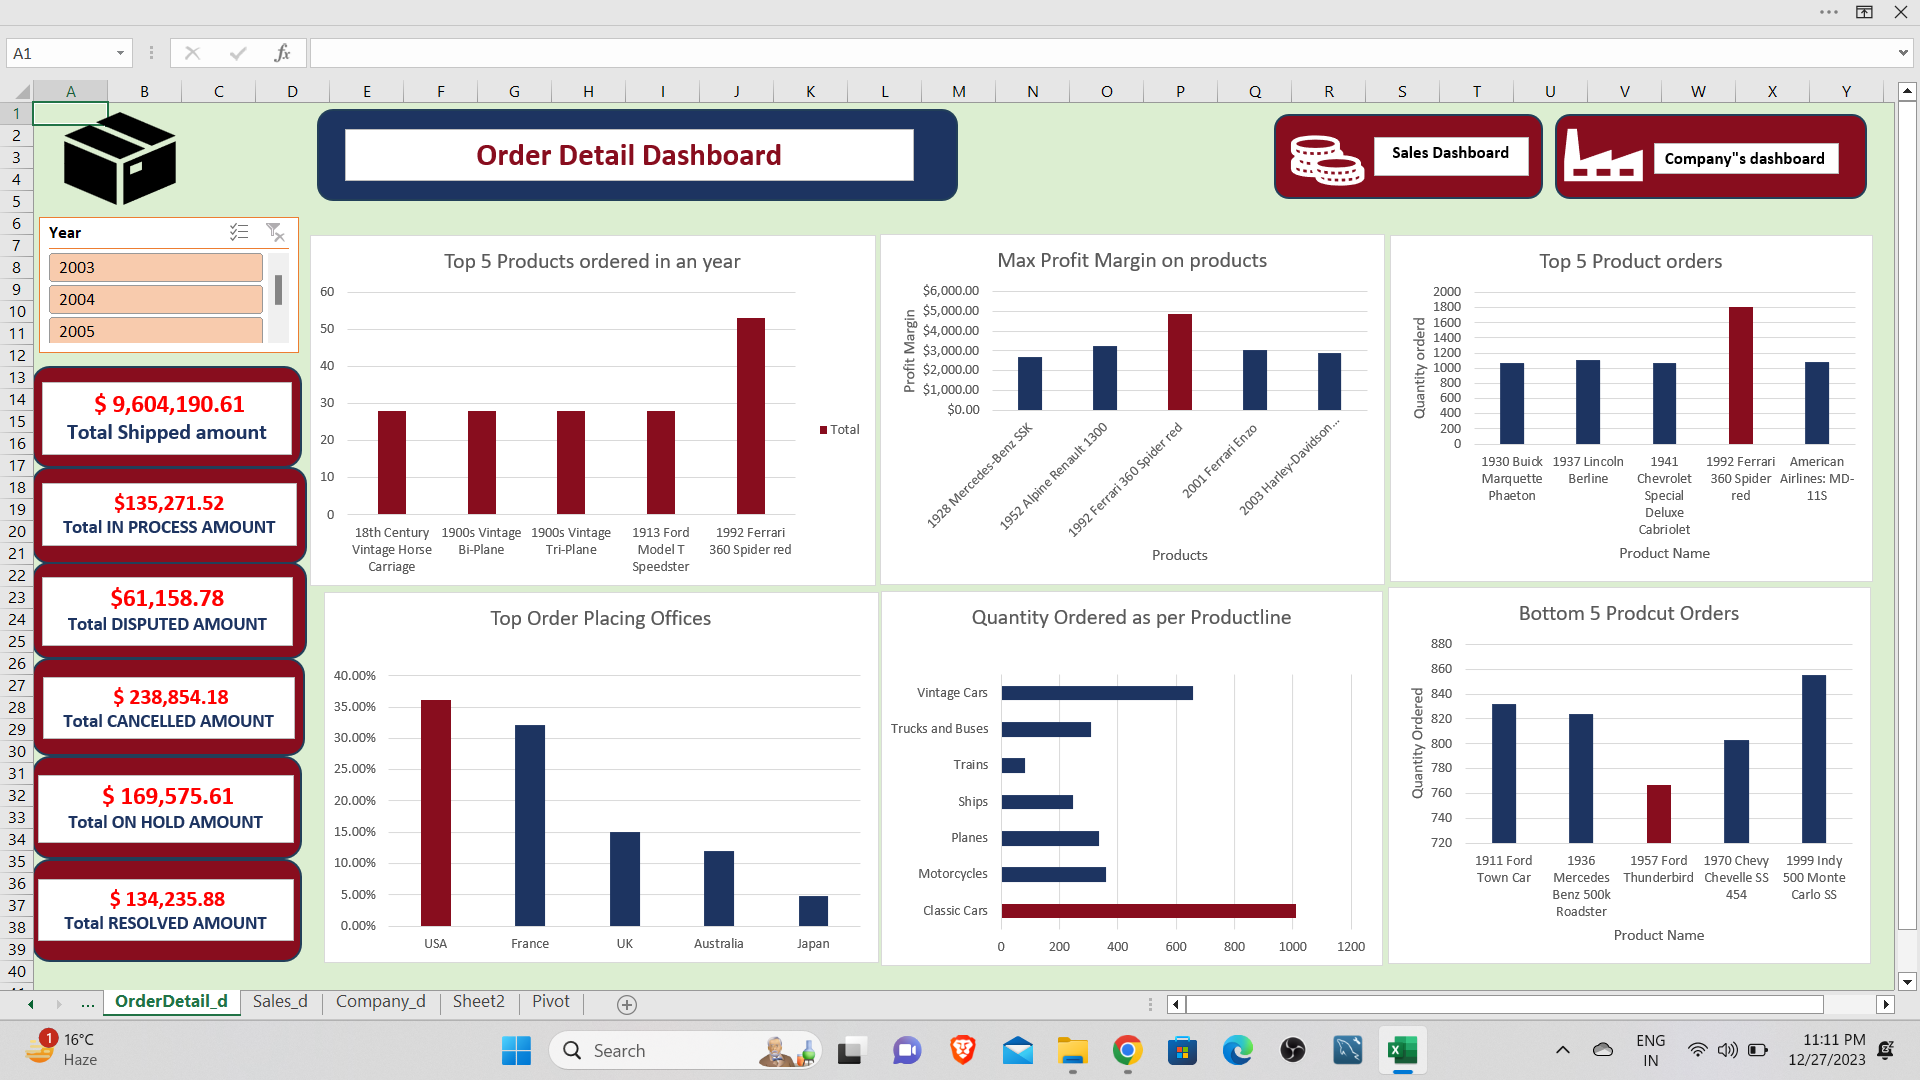 A1
fx
A B C D E F G H I J K L M N O P Q R S T U V W X Y
1
2
3
4
5
6
7
8
9
10
11
12
13
14
15
16
17
18
19
20
21
22
23
24
25
26
27
28
29
30
31
32
33
34
35
36
37
38
39
40
Order Detail Dashboard
Sales Dashboard
Company"s dashboard
Year
2003
2004
2005
$ 9,604,190.61
Total Shipped amount
$135,271.52
Total IN PROCESS AMOUNT
$61,158.78
Total DISPUTED AMOUNT
$ 238,854.18
Total CANCELLED AMOUNT
$ 169,575.61
Total ON HOLD AMOUNT
$ 134,235.88
Total RESOLVED AMOUNT
Top 5 Products ordered in an year
60
50
40
30
20
10
0
18th Century
Vintage Horse
Carriage
1900s Vintage
Bi-Plane
1900s Vintage
Tri-Plane
1913 Ford
Model T
Speedster
1992 Ferrari
360 Spider red
Total
Max Profit Margin on products
Profit Margin
$6,000.00
$5,000.00
$4,000.00
$3,000.00
$2,000.00
$1,000.00
$0.00
1928 Mercedes-Benz SSK
1952 Alpine Renault 1300
1992 Ferrari 360 Spider red
2001 Ferrari Enzo
2003 Harley-Davidson...
Products
Top 5 Product orders
Quantity orderd
2000
1800
1600
1400
1200
1000
800
600
400
200
0
1930 Buick
Marquette
Phaeton
1937 Lincoln
Berline
1941
Chevrolet
Special
Deluxe
Cabriolet
1992 Ferrari
360 Spider
red
American
Airlines: MD-
11S
Product Name
Top Order Placing Offices
40.00%
35.00%
30.00%
25.00%
20.00%
15.00%
10.00%
5.00%
0.00%
USA France UK Australia Japan
Quantity Ordered as per Productline
Vintage Cars
Trucks and Buses
Trains
Ships
Planes
Motorcycles
Classic Cars
0 200 400 600 800 1000 1200
Bottom 5 Prodcut Orders
Quantity Ordered
880
860
840
820
800
780
760
740
720
1911 Ford
Town Car
1936
Mercedes
Benz 500k
Roadster
1957 Ford
Thunderbird
1970 Chevy
Chevelle SS
454
1999 Indy
500 Monte
Carlo SS
Product Name
... OrderDetail_d Sales_d Company_d Sheet2 Pivot
1
16°C
Haze
Search
ENG
IN
11:11 PM
12/27/2023